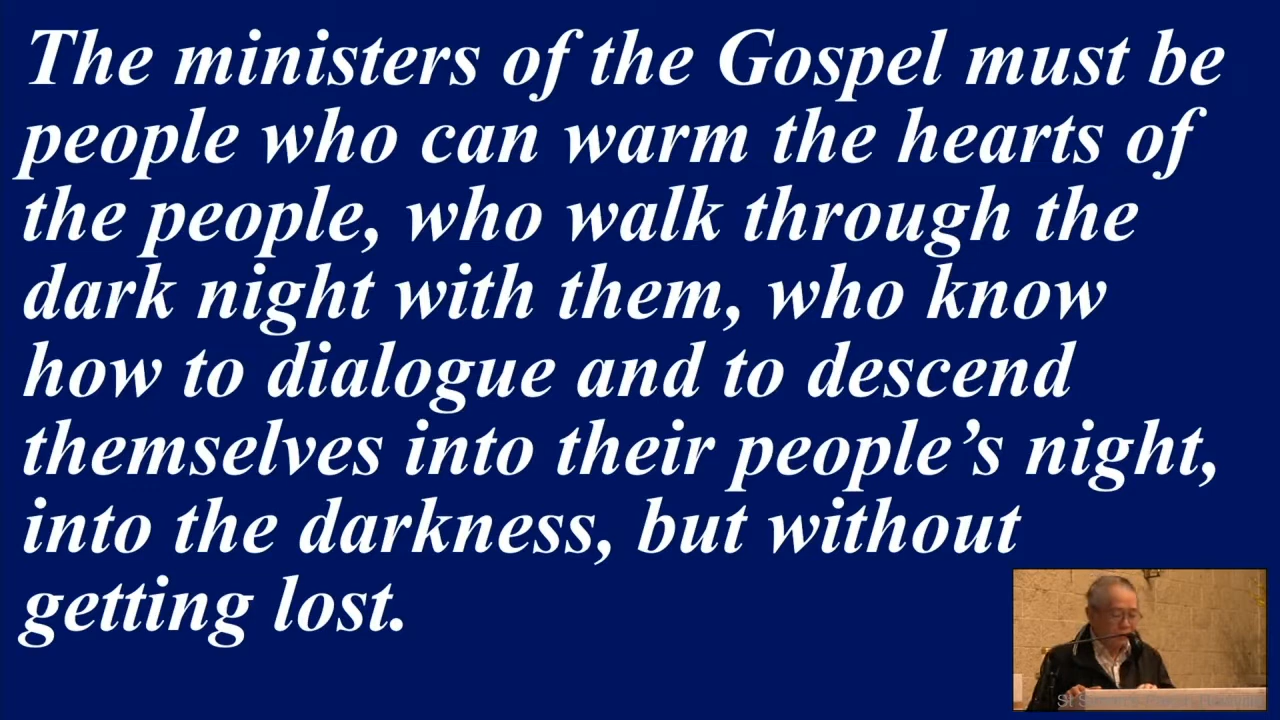 The ministers of the Gospel must be
people who can warm the hearts of
the people, who walk through the
dark night with them, who know
how to dialogue and to descend
themselves into their people’s night,
into the darkness, but without
getting lost.
St